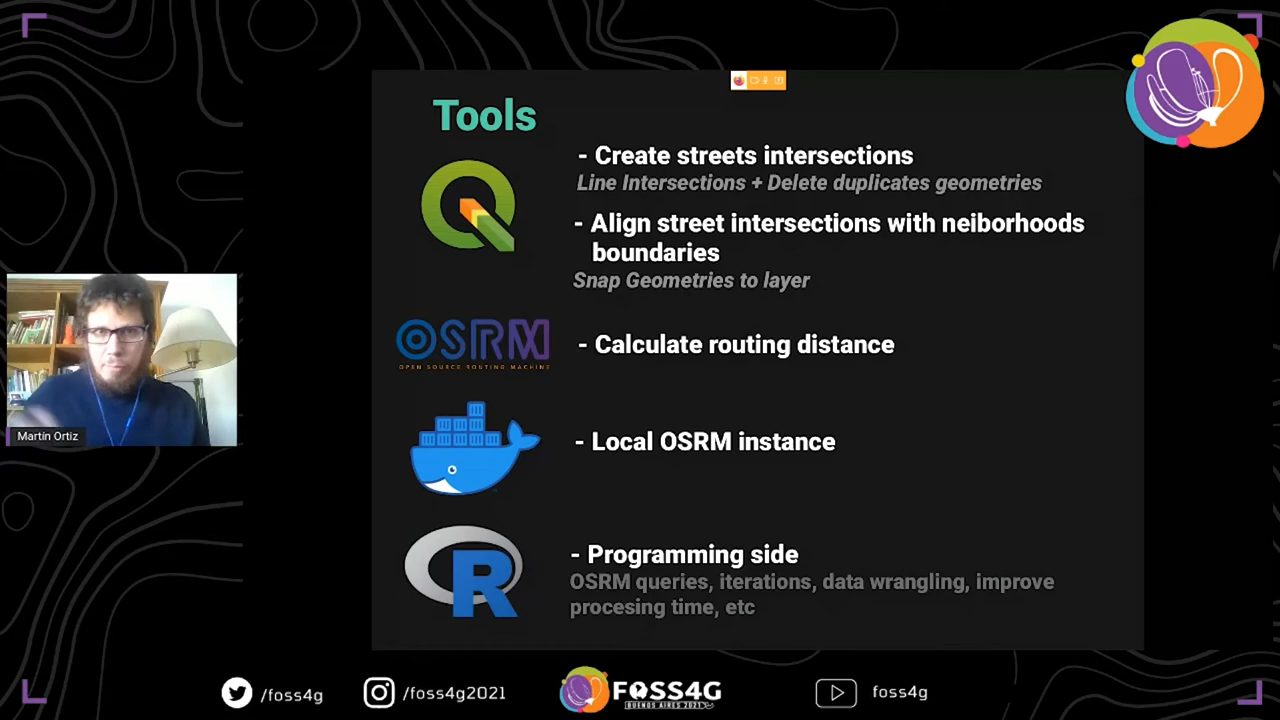 Tools
- Create streets intersections
Line Intersections + Delete duplicates geometries
- Align street intersections with neiborhoods
boundaries
Snap Geometries to layer
OSRM
OPEN SOURCE ROUTING MACHINE
- Calculate routing distance
Martín Ortiz
- Local OSRM instance
R
- Programming side
OSRM queries, iterations, data wrangling, improve
procesing time, etc
/foss4g
/foss4g2021
FOSS4G
BUENOS AIRES 2021
foss4g